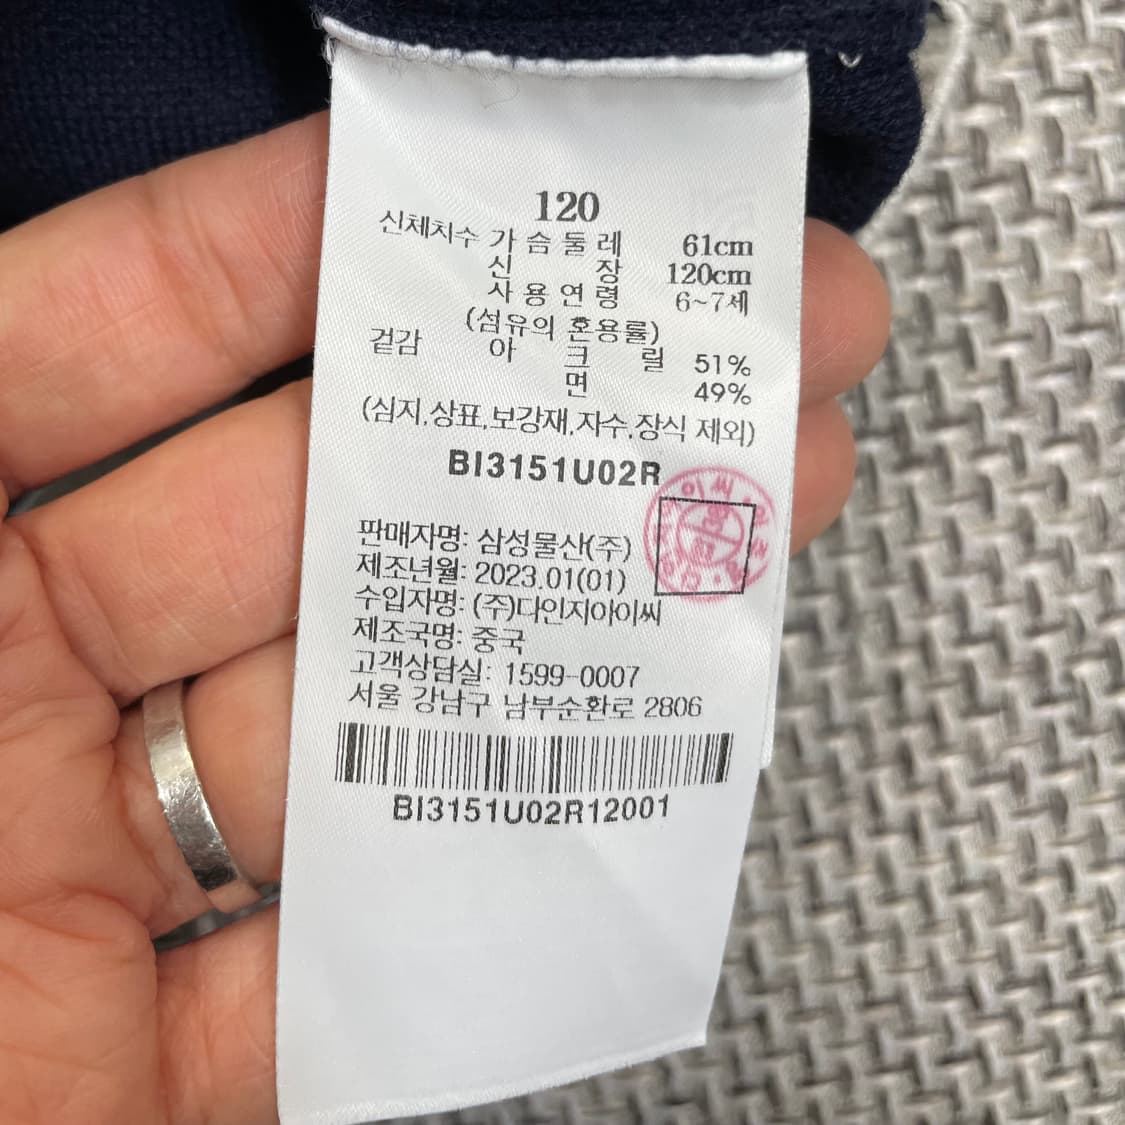 120
신체치수 가슴둘레 61cm
신장 120cm
사용연령 6~7세
(섬유의 혼용률)
겉감 아크릴 51%
면 49%
(심지,상표,보강재,자수,장식 제외)
BI3151U02R
판매자명: 삼성물산(주)
제조년월: 2023.01(01)
수입자명: (주)다인지아이씨
제조국명: 중국
고객상담실: 1599-0007
서울 강남구 남부순환로 2806
BI3151U02R12001